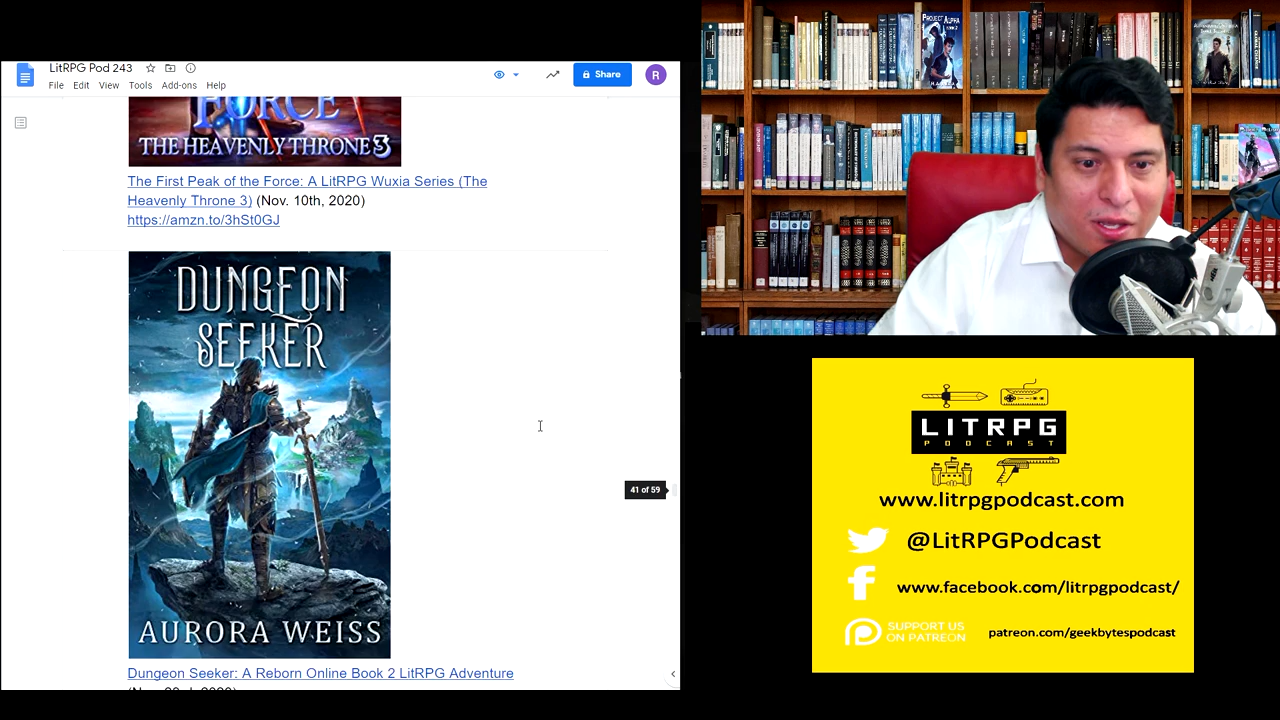 LitRPG Pod 243
File Edit View Tools Add-ons Help
Share
R
FORCE
THE HEAVENLY THRONE 3
The First Peak of the Force: A LitRPG Wuxia Series (The
Heavenly Throne 3) (Nov. 10th, 2020)
https://amzn.to/3hSt0GJ
DUNGEON
SEEKER
AURORA WEISS
41 of 59
Dungeon Seeker: A Reborn Online Book 2 LitRPG Adventure
PROJECT
ALPHA
LITRPG
PODCAST
www.litrpgpodcast.com
@LitRPGPodcast
www.facebook.com/litrpgpodcast/
SUPPORT US
ON PATREON
patreon.com/geekbytespodcast